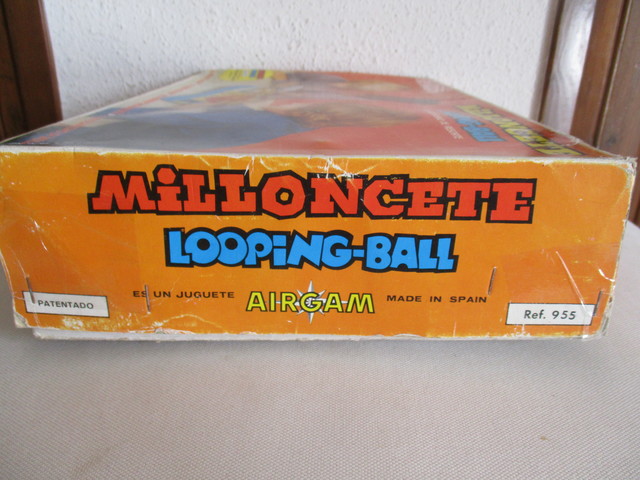 MiLLONCETE
LOOPiNG-BALL
PATENTADO
ES UN JUGUETE AIRGAM MADE IN SPAIN
Ref. 955